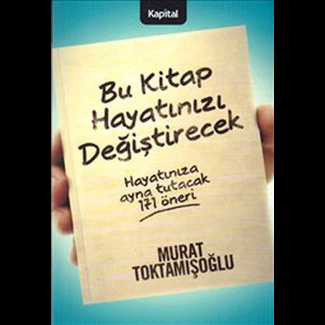 Kapital
Bu Kitap
Hayatınızı
Değiştirecek
Hayatınıza
ayna tutacak
171 öneri
MURAT
TOKTAMIŞOĞLU